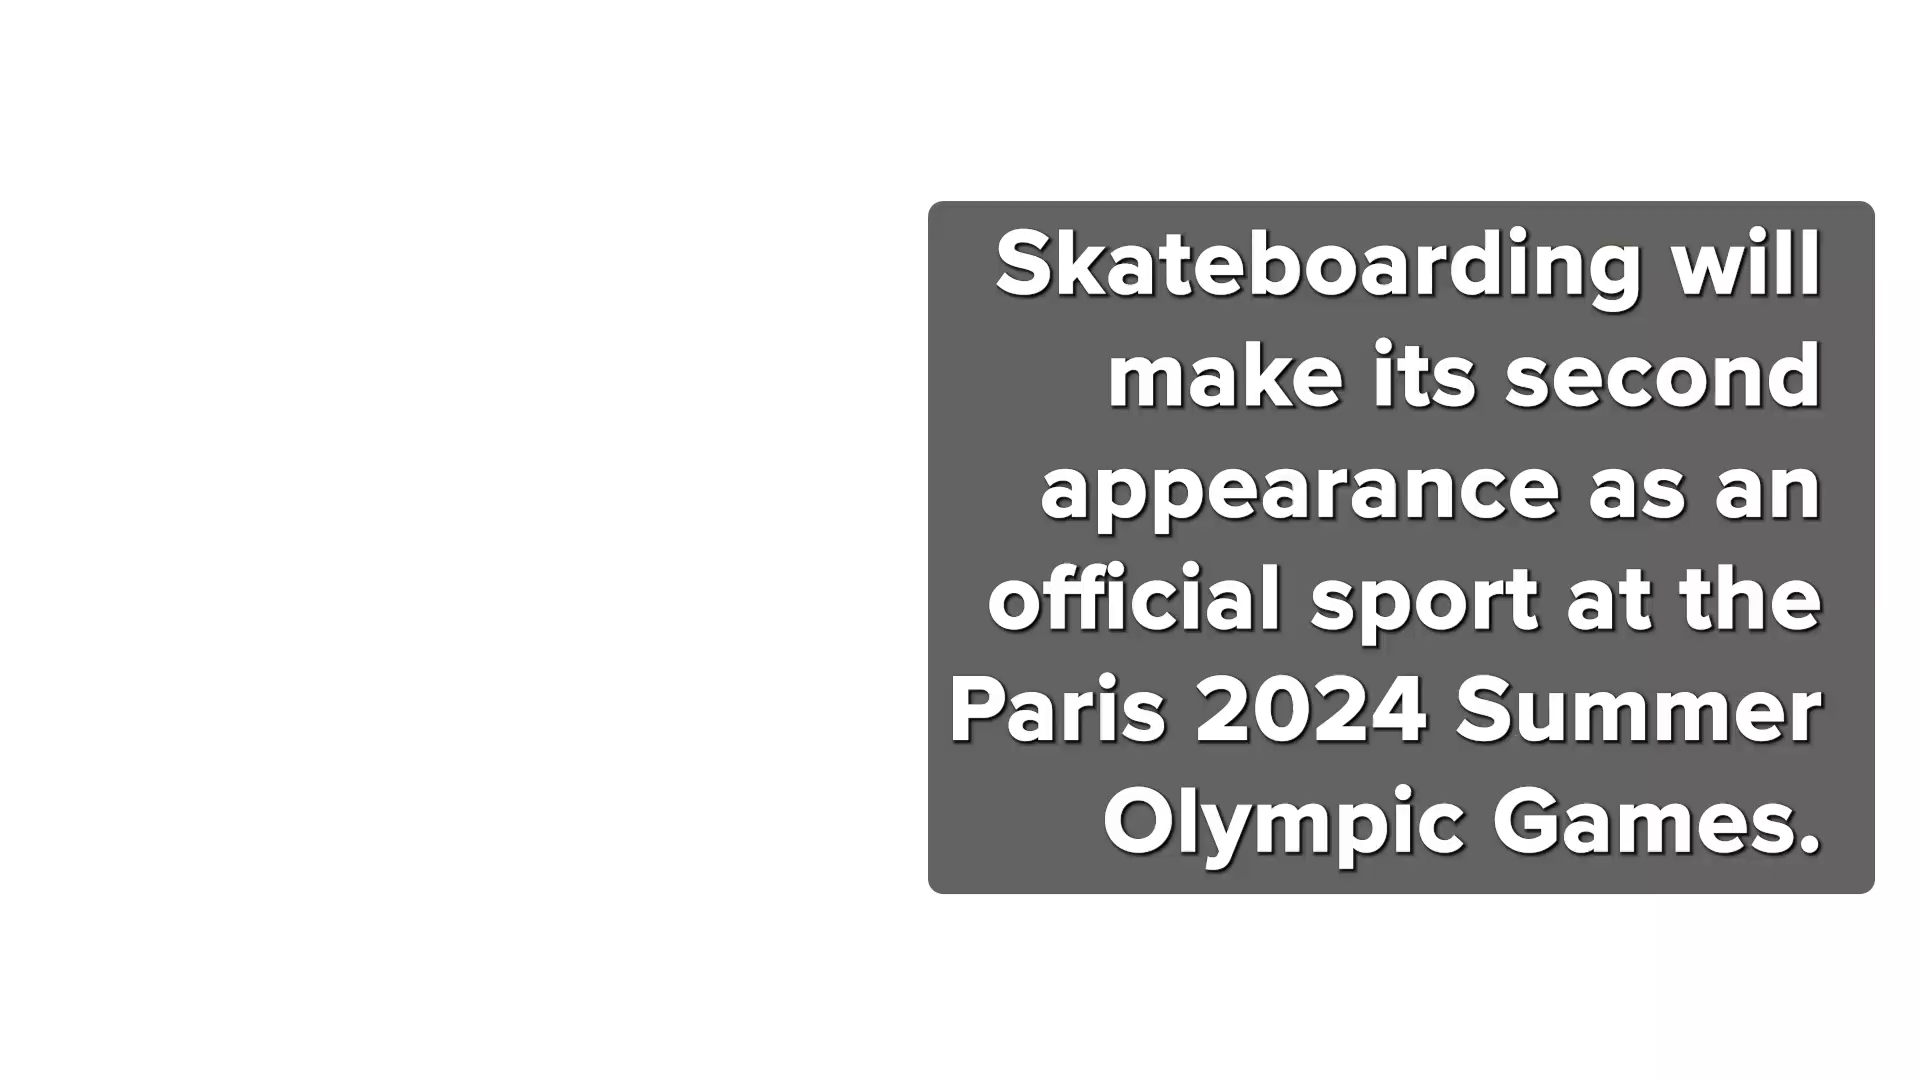 Skateboarding will
make its second
appearance as an
official sport at the
Paris 2024 Summer
Olympic Games.